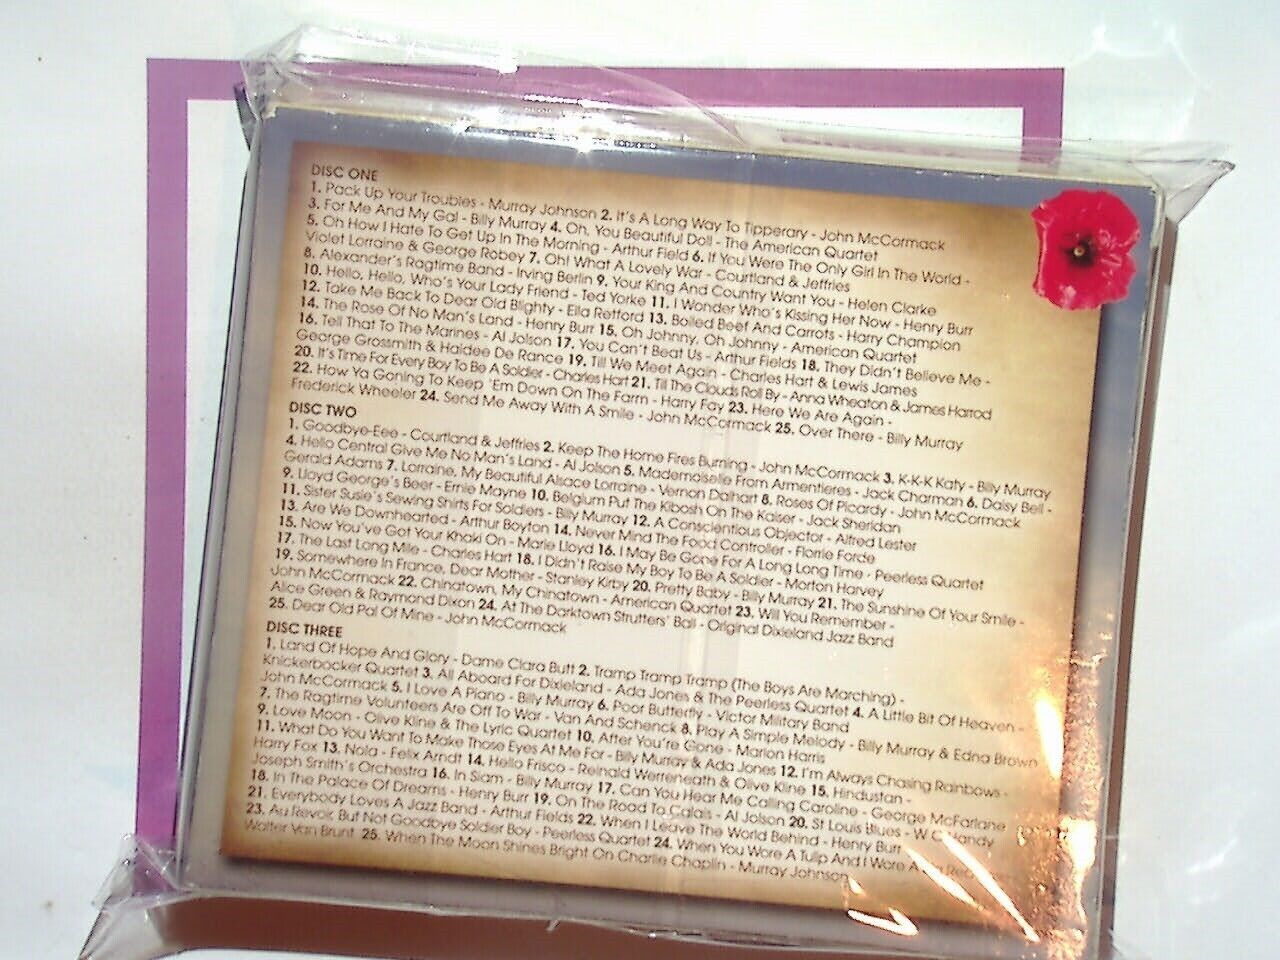 DISC ONE
1. Pack Up Your Troubles - Murray Johnson 2. It's A Long Way To Tipperary - John McCormack
3. For Me And My Gal - Billy Murray 4. Oh, You Beautiful Doll - The American Quartet
5. Oh How I Hate To Get Up In The Morning - Arthur Field 6. If You Were The Only Girl In The World -
Violet Lorraine & George Robey 7. Oh! What A Lovely War - Courtland & Jeffries
8. Alexander's Ragtime Band - Irving Berlin 9. Your King And Country Want You - Helen Clarke
10. Hello, Hello, Who's Your Lady Friend - Ted Yorke 11. I Wonder Who's Kissing Her Now - Henry Burr
12. Take Me Back To Dear Old Blighty - Ella Retford 13. Boiled Beef And Carrots - Harry Champion
14. The Rose Of No Man's Land - Henry Burr 15. Oh Johnny, Oh Johnny - American Quartet
16. Tell That To The Marines - Al Jolson 17. You Can't Beat Us - Arthur Fields 18. They Didn't Believe Me -
George Grossmith & Haidee De Rance 19. Till We Meet Again - Charles Hart & Lewis James
20. It's Time For Every Boy To Be A Soldier - Charles Hart 21. Till The Clouds Roll By - Anna Wheaton & James Harrod
22. How Ya Gonna To Keep 'Em Down On The Farm - Harry Fay 23. Here We Are Again -
Frederick Wheeler 24. Send Me Away With A Smile - John McCormack 25. Over There - Billy Murray
DISC TWO
1. Goodbye-Eee - Courtland & Jeffries 2. Keep The Home Fires Burning - John McCormack 3. K-K-K Katy - Billy Murray
4. Hello Central Give Me No Man's Land - Al Jolson 5. Mademoiselle From Armentieres - Jack Charman 6. Daisy Bell -
Gerald Adams 7. Lorraine, My Beautiful Alsace Lorraine - Vernon Dalhart 8. Roses Of Picardy - John McCormack
9. Lloyd George's Beer - Ernie Mayne 10. Belgium Put The Kibosh On The Kaiser - Jack Sheridan
11. Sister Susie's Sewing Shirts For Soldiers - Billy Murray 12. A Conscientious Objector - Alfred Lester
13. Are We Downhearted - Arthur Boyton 14. Never Mind The Food Controller - Florrie Forde
15. Now You've Got Your Khaki On - Marie Lloyd 16. I May Be Gone For A Long Long Time - Peerless Quartet
17. The Last Long Mile - Charles Hart 18. I Didn't Raise My Boy To Be A Soldier - Morton Harvey
19. Somewhere In France, Dear Mother - Stanley Kirby 20. Pretty Baby - Billy Murray 21. The Sunshine Of Your Smile -
John McCormack 22. Chinatown, My Chinatown - American Quartet 23. Will You Remember -
Alice Green & Raymond Dixon 24. At The Darktown Strutters' Ball - Original Dixieland Jazz Band
25. Dear Old Pal Of Mine - John McCormack
DISC THREE
1. Land Of Hope And Glory - Dame Clara Butt 2. Tramp Tramp Tramp (The Boys Are Marching) -
Knickerbocker Quartet 3. All Aboard For Dixieland - Ada Jones & The Peerless Quartet 4. A Little Bit Of Heaven -
John McCormack 5. I Love A Piano - Billy Murray 6. Poor Butterfly - Victor Military Band
7. The Ragtime Volunteers Are Off To War - Van And Schenck 8. Play A Simple Melody - Billy Murray & Edna Brown
9. Love Moon - Olive Kline & The Lyric Quartet 10. After You're Gone - Marion Harris
11. What Do You Want To Make Those Eyes At Me For - Billy Murray & Ada Jones 12. I'm Always Chasing Rainbows -
Harry Fox 13. Nola - Felix Arndt 14. Hello Frisco - Reinald Werreneath & Olive Kline 15. Hindustan -
Joseph Smith's Orchestra 16. In Siam - Billy Murray 17. Can You Hear Me Calling Caroline - George McFarlane
18. In The Palace Of Dreams - Henry Burr 19. On The Road To Calais - Al Jolson 20. St Louis Blues - W C Handy
21. Everybody Loves A Jazz Band - Arthur Fields 22. When I Leave The World Behind - Henry Burr
23. Au Revoir But Not Goodbye Soldier Boy - Peerless Quartet 24. When You Wore A Tulip And I Wore A
Walter Van Brunt 25. When The Moon Shines Bright On Charlie Chaplin - Murray Johnson